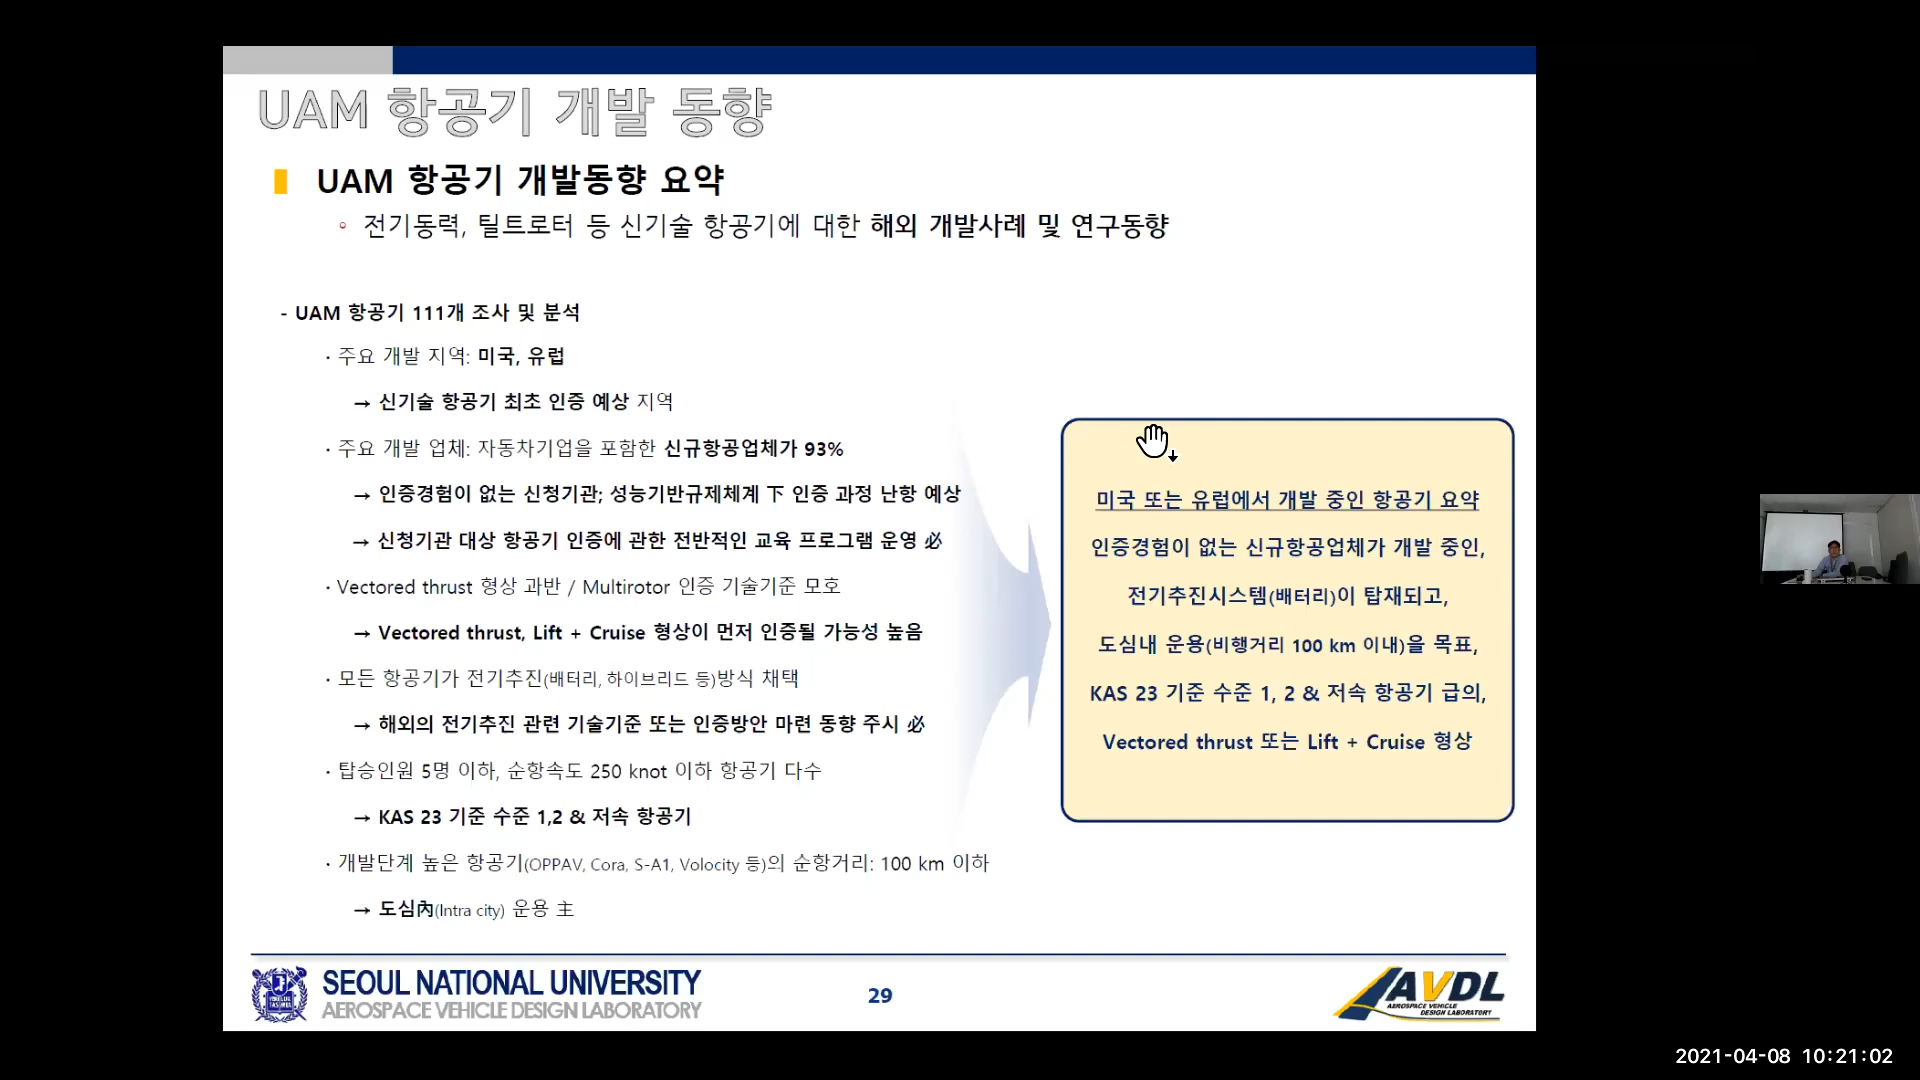 UAM 항공기 개발 동향
UAM 항공기 개발동향 요약
◦ 전기동력, 틸트로터 등 신기술 항공기에 대한 해외 개발사례 및 연구동향
- UAM 항공기 111개 조사 및 분석
· 주요 개발 지역: 미국, 유럽
→ 신기술 항공기 최초 인증 예상 지역
· 주요 개발 업체: 자동차기업을 포함한 신규항공업체가 93%
→ 인증경험이 없는 신청기관; 성능기반규제체계 下 인증 과정 난항 예상
→ 신청기관 대상 항공기 인증에 관한 전반적인 교육 프로그램 운영 必
· Vectored thrust 형상 과반 / Multirotor 인증 기술기준 모호
→ Vectored thrust, Lift + Cruise 형상이 먼저 인증될 가능성 높음
· 모든 항공기가 전기추진(배터리, 하이브리드 등)방식 채택
→ 해외의 전기추진 관련 기술기준 또는 인증방안 마련 동향 주시 必
· 탑승인원 5명 이하, 순항속도 250 knot 이하 항공기 다수
→ KAS 23 기준 수준 1,2 & 저속 항공기
· 개발단계 높은 항공기(OPPAV, Cora, S-A1, Volocity 등)의 순항거리: 100 km 이하
→ 도심內(Intra city) 운용 主
미국 또는 유럽에서 개발 중인 항공기 요약
인증경험이 없는 신규항공업체가 개발 중인,
전기추진시스템(배터리)이 탑재되고,
도심내 운용(비행거리 100 km 이내)을 목표,
KAS 23 기준 수준 1, 2 & 저속 항공기 급의,
Vectored thrust 또는 Lift + Cruise 형상
SEOUL NATIONAL UNIVERSITY
AEROSPACE VEHICLE DESIGN LABORATORY
29
AVDL
AEROSPACE VEHICLE
DESIGN LABORATORY
2021-04-08 10:21:02